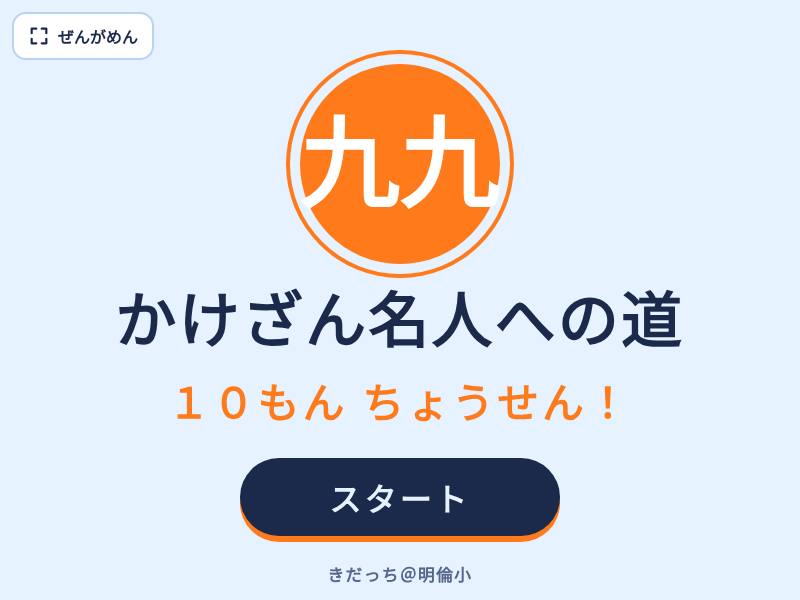 ぜんがめん
九九
かけざん名人への道
１０もん ちょうせん！
スタート
きだっち＠明倫小